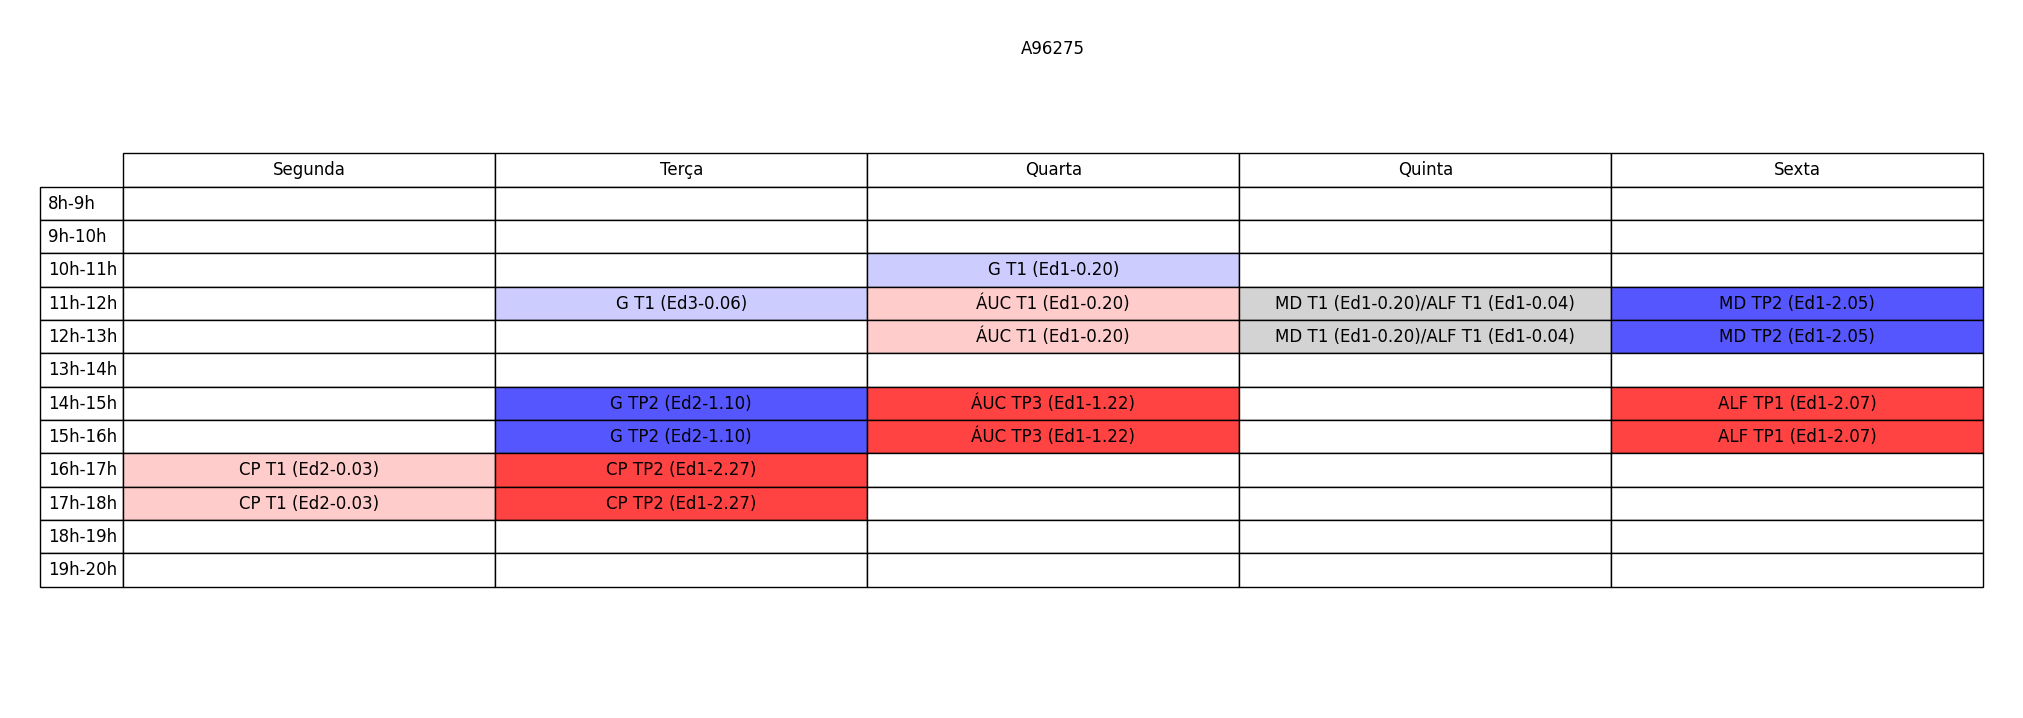 A96275
Segunda Terça Quarta Quinta Sexta
8h-9h
9h-10h
10h-11h G T1 (Ed1-0.20)
11h-12h G T1 (Ed3-0.06) ÁUC T1 (Ed1-0.20) MD T1 (Ed1-0.20)/ALF T1 (Ed1-0.04) MD TP2 (Ed1-2.05)
12h-13h ÁUC T1 (Ed1-0.20) MD T1 (Ed1-0.20)/ALF T1 (Ed1-0.04) MD TP2 (Ed1-2.05)
13h-14h
14h-15h G TP2 (Ed2-1.10) ÁUC TP3 (Ed1-1.22) ALF TP1 (Ed1-2.07)
15h-16h G TP2 (Ed2-1.10) ÁUC TP3 (Ed1-1.22) ALF TP1 (Ed1-2.07)
16h-17h CP T1 (Ed2-0.03) CP TP2 (Ed1-2.27)
17h-18h CP T1 (Ed2-0.03) CP TP2 (Ed1-2.27)
18h-19h
19h-20h